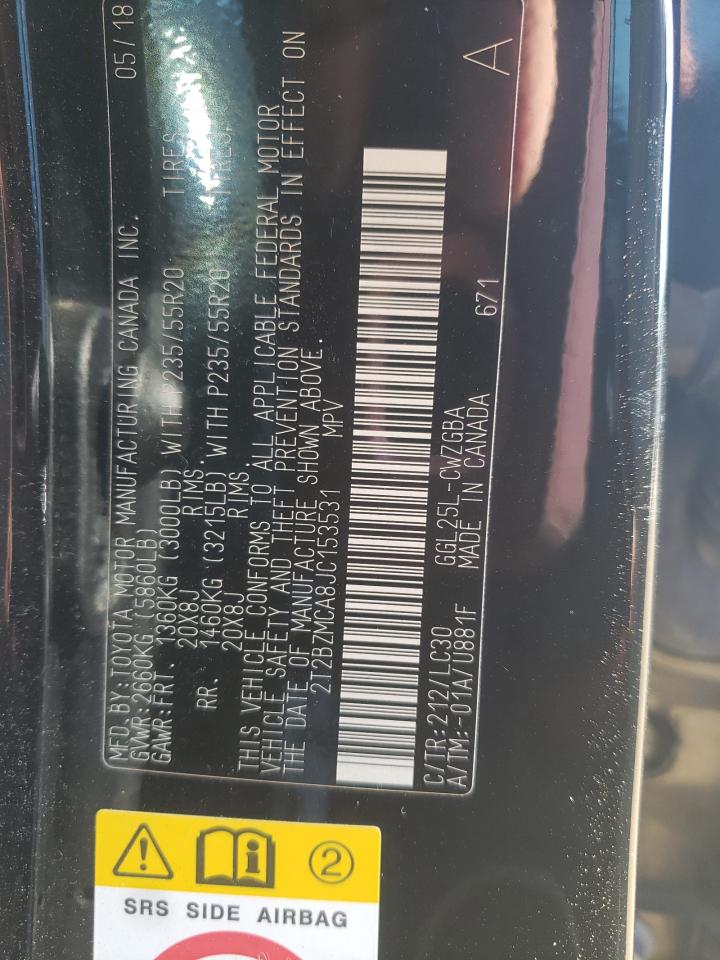 MFD.BY:TOYOTA MOTOR MANUFACTURING CANADA INC. 05/18
GVWR:2660KG(5860LB)
GAWR:FRT. 1360KG(3000LB)WITH P235/55R20 TIRES,
20X8J RIMS.
RR. 1460KG(3215LB)WITH P235/55R20 TIRES,
20X8J RIMS.
THIS VEHICLE CONFORMS TO ALL APPLICABLE FEDERAL MOTOR
VEHICLE SAFETY AND THEFT PREVENTION STANDARDS IN EFFECT ON
THE DATE OF MANUFACTURE SHOWN ABOVE.
2T2BZMCA8JC153531 MPV
C/TR:212/LC30 GGL25L-CWZGBA
A/TM:-01A/U881F MADE IN CANADA 671 A
2
SRS SIDE AIRBAG